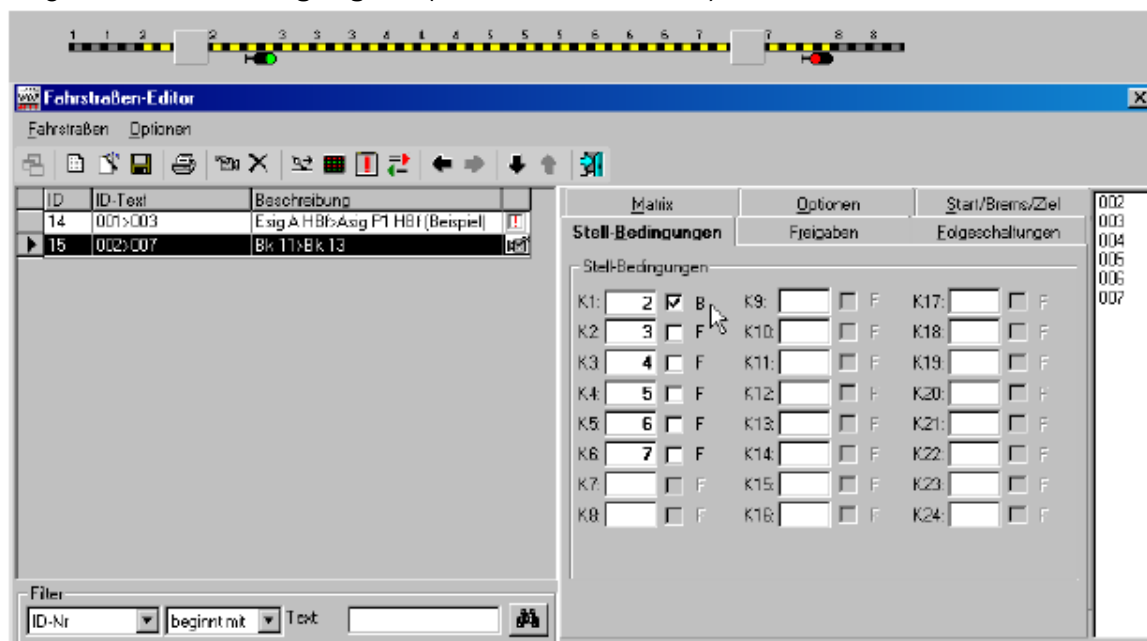 1 1 2 2 3 3 3 4 4 4 5 5 5 6 6 6 7 7 8 8
Fahrstraßen-Editor
Fahrstraßen Optionen
ID ID-Text Beschreibung
14 001>003 Esig A HBf>Asig P1 HBf (Beispiel)
15 002>007 Bk 11>Bk 13
Matrix Optionen Start/Brems/Ziel
Stell-Bedingungen Freigaben Folgeschaltungen
Stell-Bedingungen
K1: 2 B K9: F K17: F
K2: 3 F K10: F K18: F
K3: 4 F K11: F K19: F
K4: 5 F K12: F K20: F
K5: 6 F K13: F K21: F
K6: 7 F K14: F K22: F
K7: F K15: F K23: F
K8: F K16: F K24: F
002
003
004
005
006
007
Filter
ID-Nr beginnt mit Text